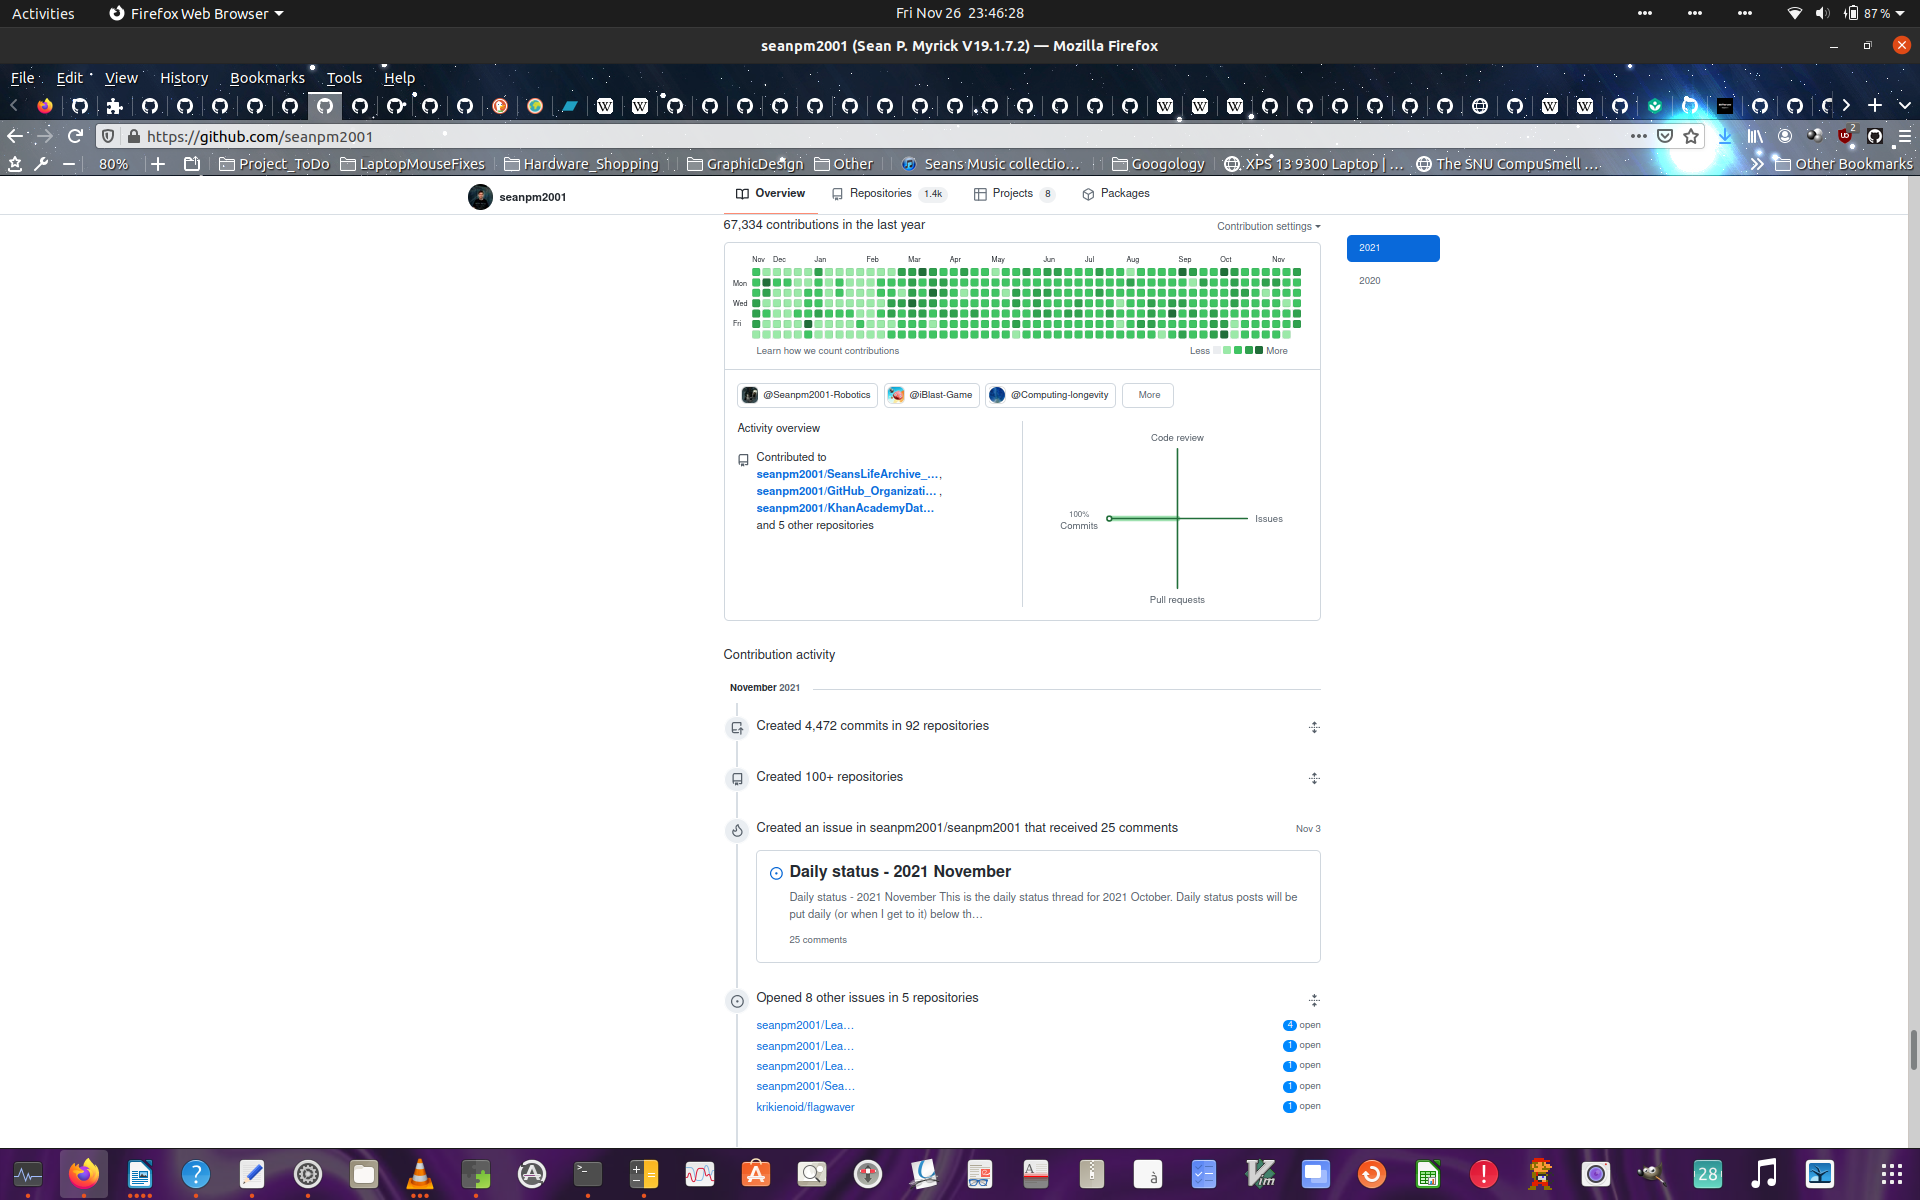 Activities
Firefox Web Browser
Fri Nov 26 23:46:28
87 %
seanpm2001 (Sean P. Myrick V19.1.7.2) — Mozilla Firefox
File Edit View History Bookmarks Tools Help
https://github.com/seanpm2001
2
80%
Project_ToDo
LaptopMouseFixes
Hardware_Shopping
GraphicDesign
Other
Seans Music collectio…
Googology
XPS 13 9300 Laptop | …
The SNU CompuSmell …
Other Bookmarks
seanpm2001
Overview
Repositories 1.4k
Projects 8
Packages
67,334 contributions in the last year
Contribution settings
2021
2020
Nov Dec Jan Feb Mar Apr May Jun Jul Aug Sep Oct Nov
Mon
Wed
Fri
Learn how we count contributions
Less More
@Seanpm2001-Robotics
@iBlast-Game
@Computing-longevity
More
Activity overview
Contributed to
seanpm2001/SeansLifeArchive_…,
seanpm2001/GitHub_Organizati… ,
seanpm2001/KhanAcademyDat…
and 5 other repositories
Code review
100%
Commits
Issues
Pull requests
Contribution activity
November 2021
Created 4,472 commits in 92 repositories
Created 100+ repositories
Created an issue in seanpm2001/seanpm2001 that received 25 comments
Nov 3
Daily status - 2021 November
Daily status - 2021 November This is the daily status thread for 2021 October. Daily status posts will be
put daily (or when I get to it) below th…
25 comments
Opened 8 other issues in 5 repositories
seanpm2001/Lea… 4 open
seanpm2001/Lea… 1 open
seanpm2001/Lea… 1 open
seanpm2001/Sea… 1 open
krikienoid/flagwaver 1 open
28